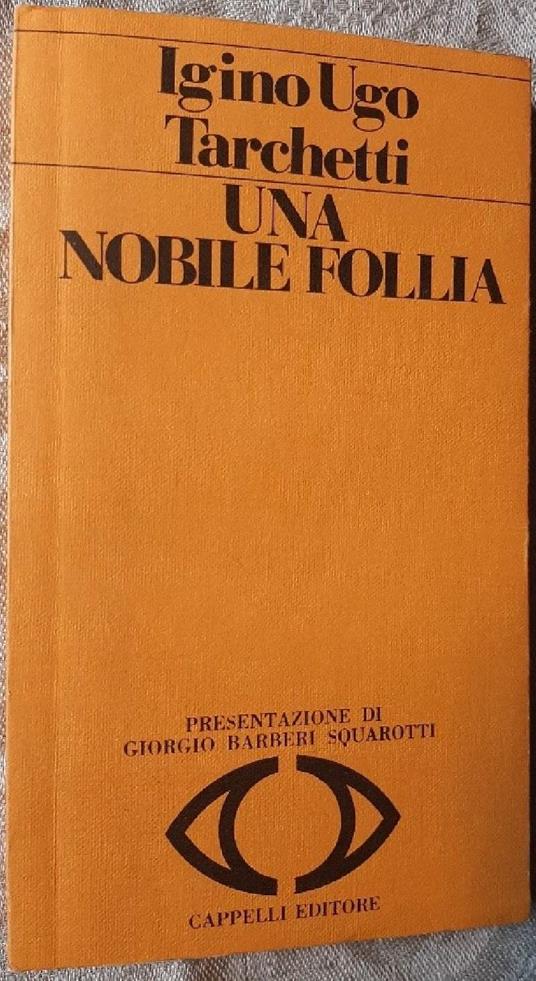 Igino Ugo
Tarchetti
UNA
NOBILE FOLLIA
PRESENTAZIONE DI
GIORGIO BARBERI SQUAROTTI
CAPPELLI EDITORE